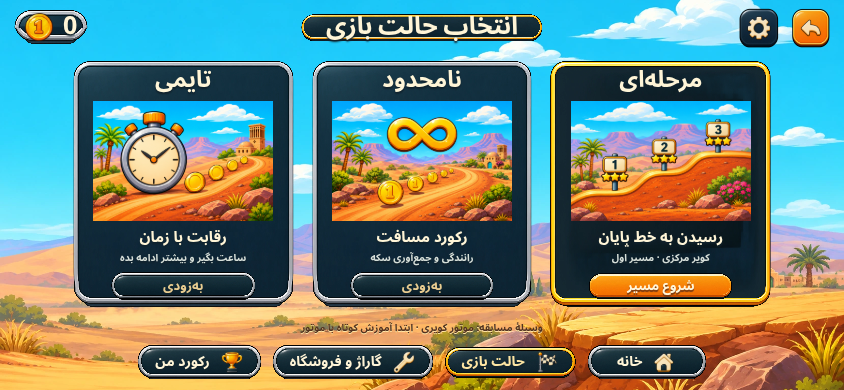 انتخاب حالت بازی
0
1
مرحله‌ای
1
2
3
رسیدن به خط پایان
کویر مرکزی · مسیر اول
شروع مسیر
نامحدود
1
رکورد مسافت
رانندگی و جمع‌آوری سکه
به‌زودی
تایمی
رقابت با زمان
ساعت بگیر و بیشتر ادامه بده
به‌زودی
وسیلهٔ مسابقه: موتور کویری · ابتدا آموزش کوتاه با موتور
خانه
حالت بازی
گاراژ و فروشگاه
رکورد من